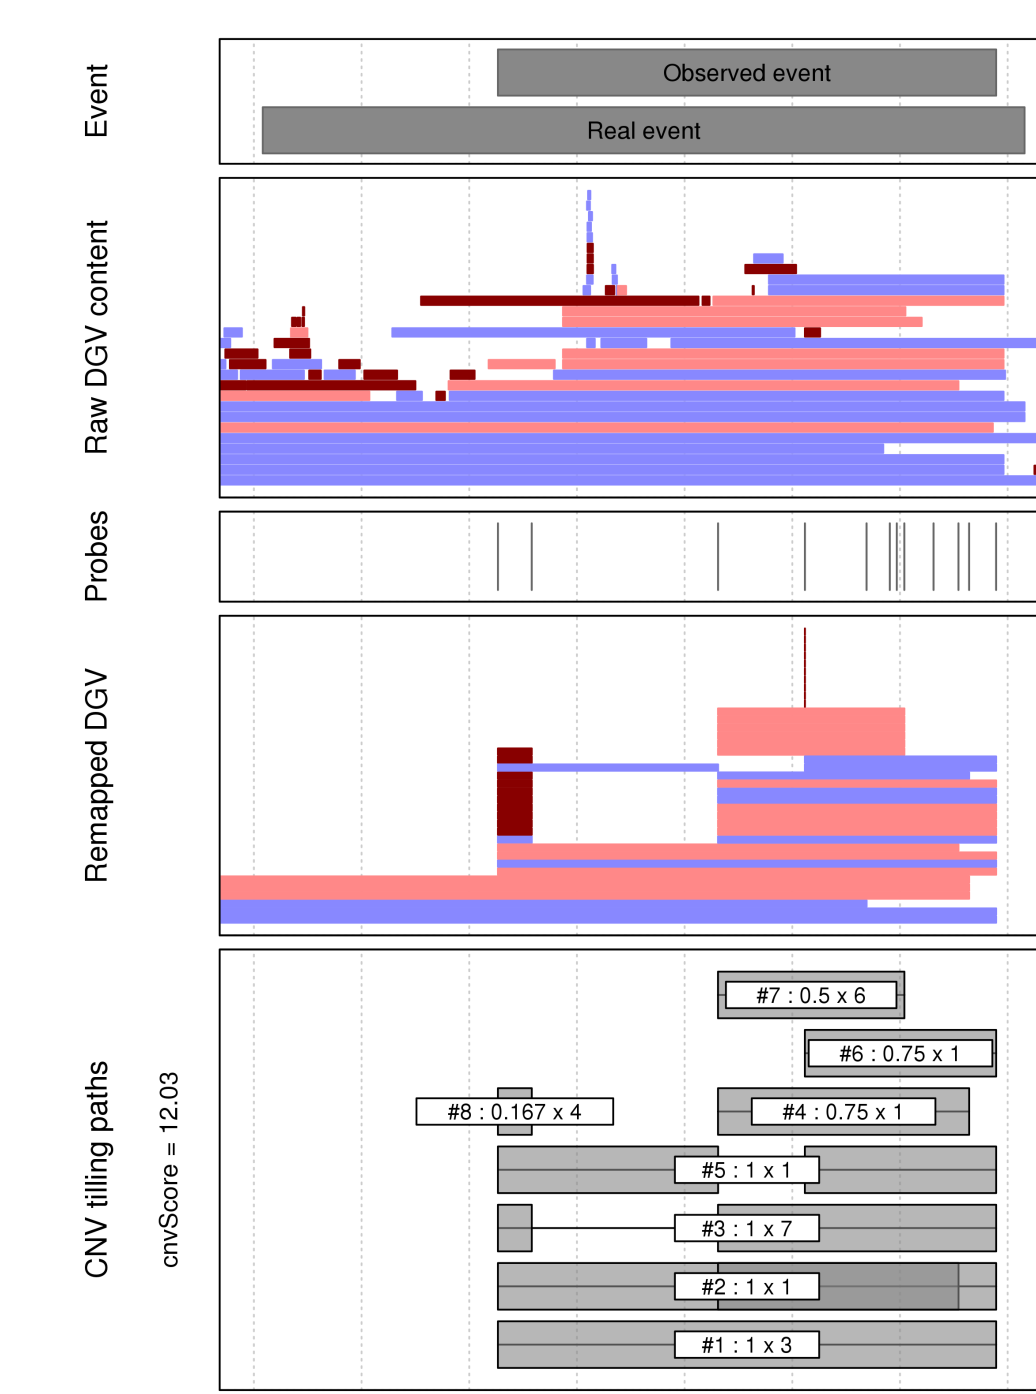 Event
Observed event
Real event
Raw DGV content
Probes
Remapped DGV
CNV tilling paths
cnvScore = 12.03
#7 : 0.5 x 6
#6 : 0.75 x 1
#8 : 0.167 x 4
#4 : 0.75 x 1
#5 : 1 x 1
#3 : 1 x 7
#2 : 1 x 1
#1 : 1 x 3